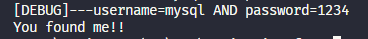 [DEBUG]---username=mysql AND password=1234
You found me!!